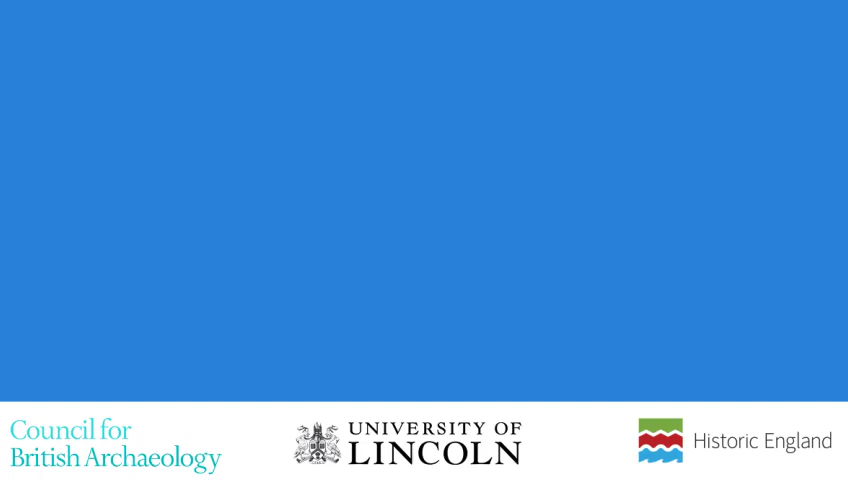 Council for
British Archaeology
UNIVERSITY OF
LINCOLN
Historic England